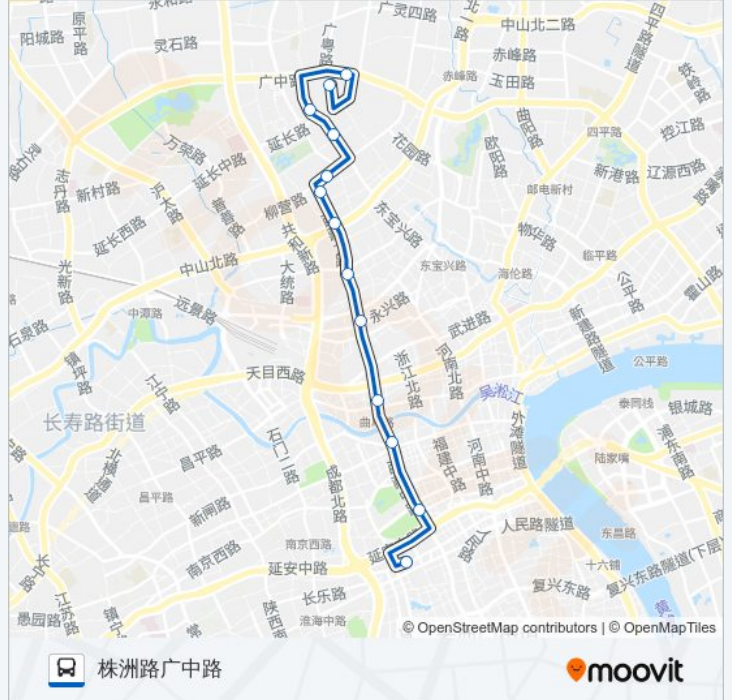 永和路
广灵四路
北一路
中山北二路
四平路隧道
阳城路
原平路
灵石路
广粤路
赤峰路
赤峰路
玉田路
铁岭路
广中路
曲阳路
四平路
控江路
万荣路
延长路
花园路
欧阳路
新港路
辽源西路
延长中路
志丹路
新村路
沪太路
普善路
柳营路
共和新路
东宝兴路
邮电新村
物华路
临平路
延长西路
中山北路
大统路
东宝兴路
海伦路
公平路
霍山路
光新路
远景路
中潭路
永兴路
武进路
新建路隧道
石泉路
镇坪路
浙江北路
河南北路
公平路
天目西路
江宁路
吴淞江
外滩隧道
泰同栈
银城路
长寿路街道
浦东南路
石门二路
福建中路
河南中路
陆家嘴
昌平路
成都北路
昌平路
新闸路
人民路隧道
东昌路
人民路
南京西路
南京西路
延安中路
十六铺
复兴东路
复兴东路隧道(下层)
长宁路
江苏路
愚园路
镇宁路
长乐路
陕西南路
淮海中路
© OpenStreetMap contributors | © OpenMapTiles
株洲路广中路
moovit